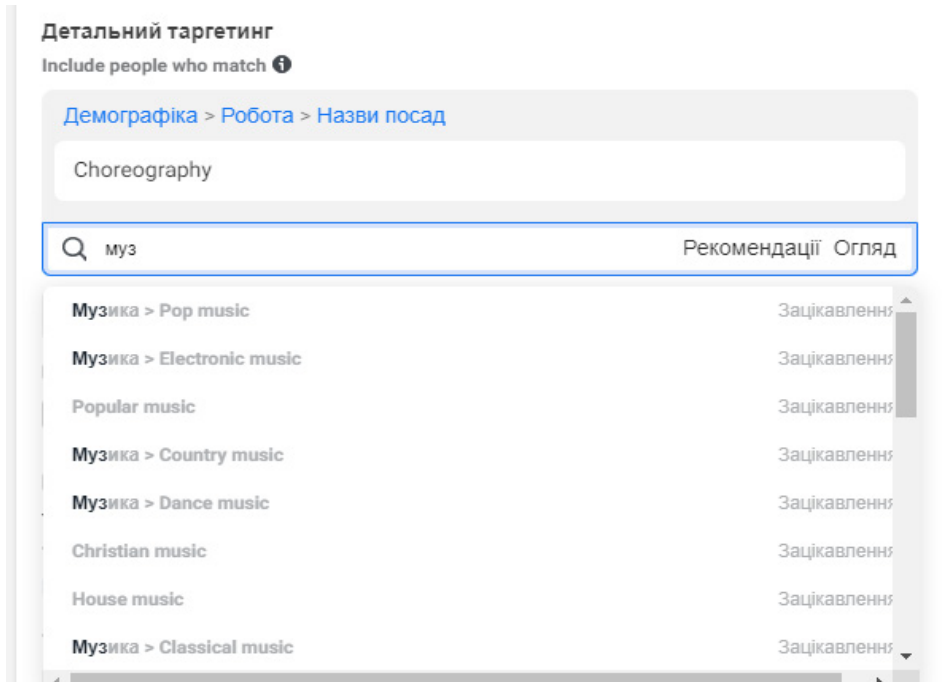 Детальний таргетинг
Include people who match
Демографіка > Робота > Назви посад
Choreography
муз Рекомендації Огляд
Музика > Pop music Зацікавлення
Музика > Electronic music Зацікавлення
Popular music Зацікавлення
Музика > Country music Зацікавлення
Музика > Dance music Зацікавлення
Christian music Зацікавлення
House music Зацікавлення
Музика > Classical music Зацікавлення